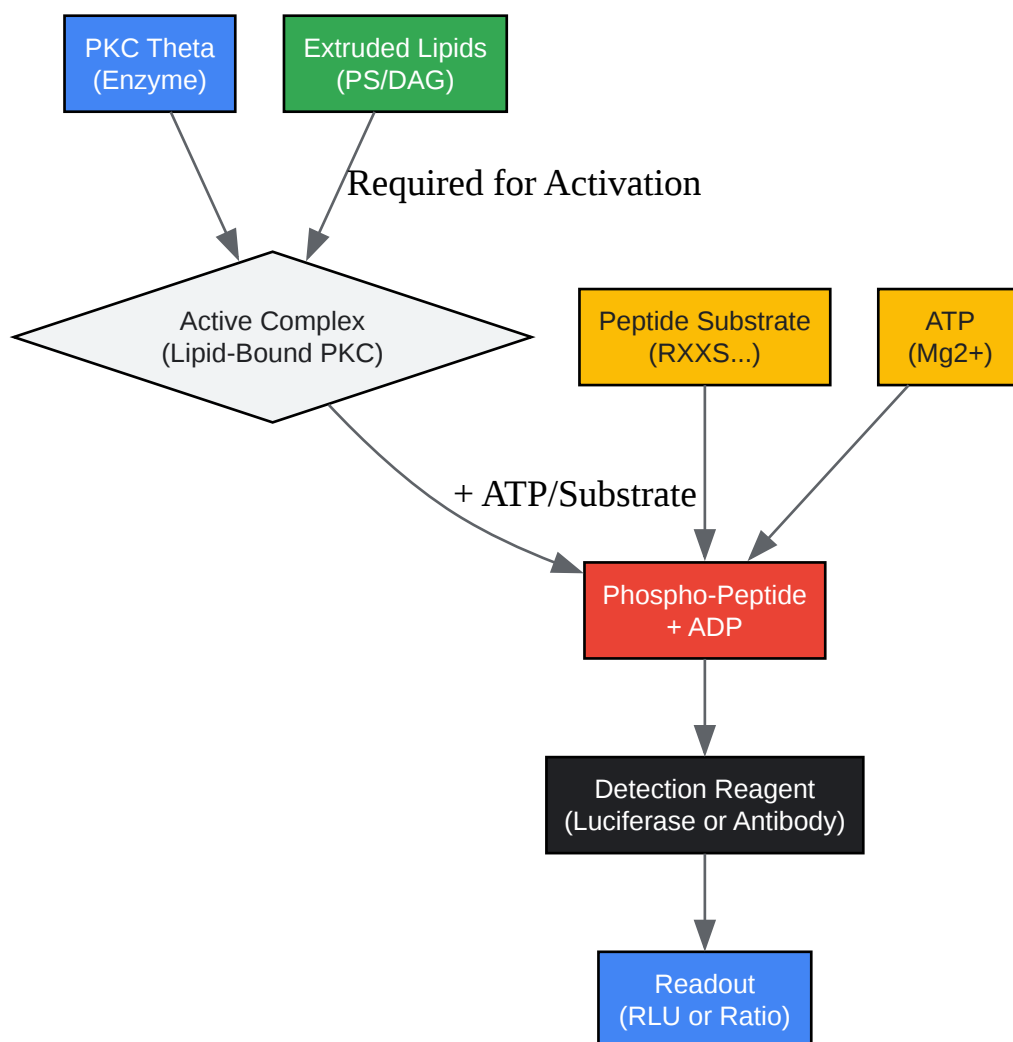 PKC Theta
(Enzyme)
Extruded Lipids
(PS/DAG)
Required for Activation
Active Complex
(Lipid-Bound PKC)
Peptide Substrate
(RXXS...)
ATP
(Mg2+)
+ ATP/Substrate
Phospho-Peptide
+ ADP
Detection Reagent
(Luciferase or Antibody)
Readout
(RLU or Ratio)